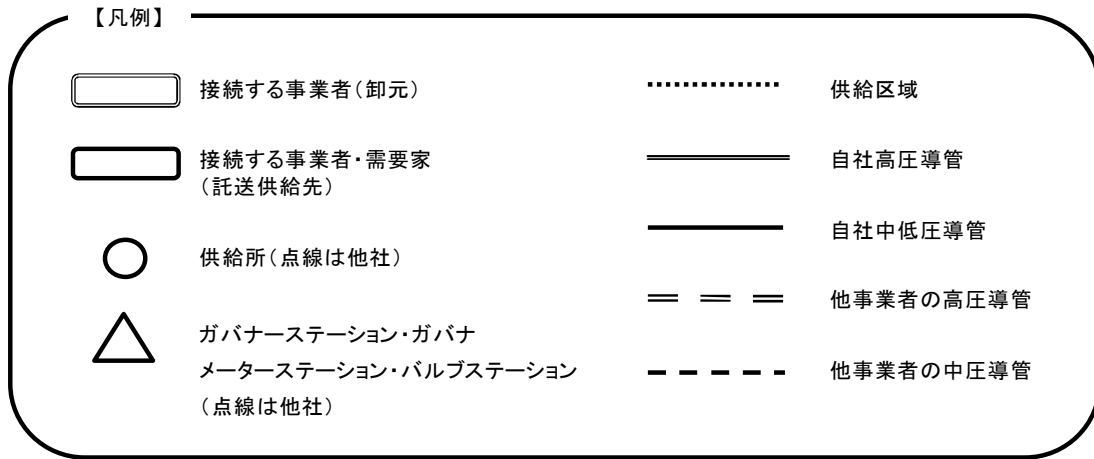 【凡例】
接続する事業者(卸元)
接続する事業者・需要家
(託送供給先)
供給所(点線は他社)
ガバナーステーション・ガバナ
メーターステーション・バルブステーション
(点線は他社)
供給区域
自社高圧導管
自社中低圧導管
他事業者の高圧導管
他事業者の中圧導管